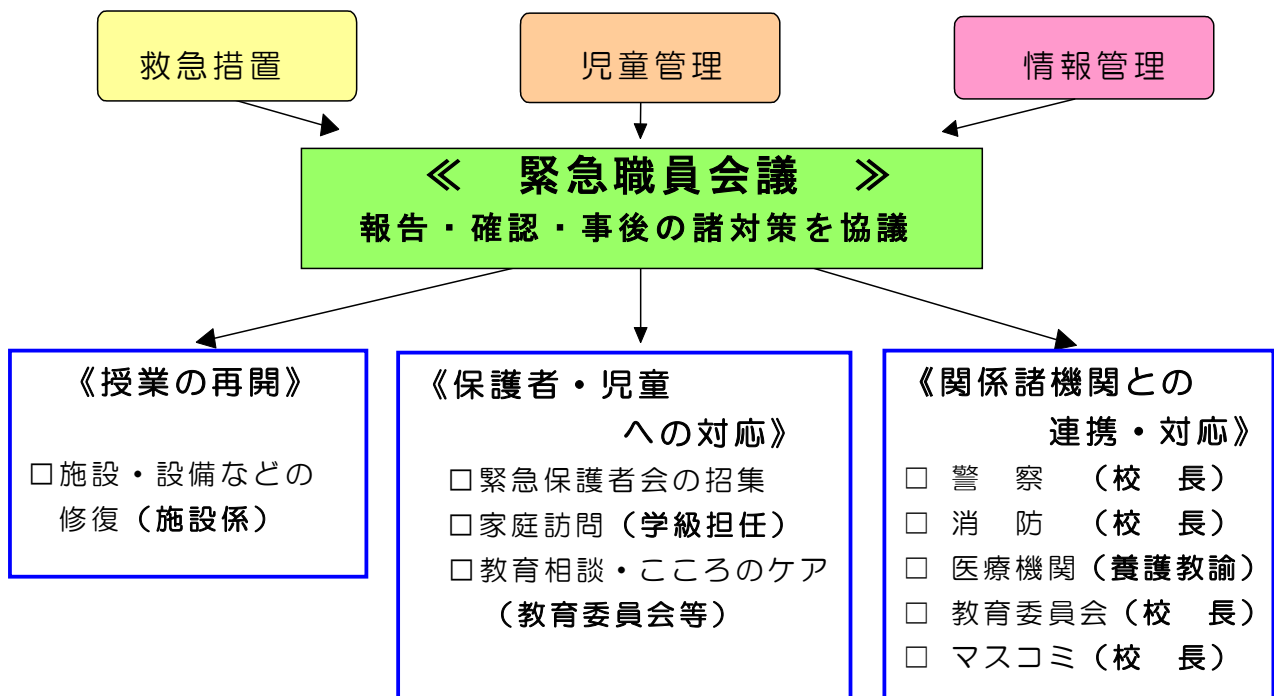 救急措置
児童管理
情報管理
≪　緊急職員会議　≫
報告・確認・事後の諸対策を協議
《授業の再開》
□施設・設備などの
修復（施設係）
《保護者・児童
への対応》
□緊急保護者会の招集
□家庭訪問（学級担任）
□教育相談・こころのケア
（教育委員会等）
《関係諸機関との
連携・対応》
□ 警　察　（校　長）
□ 消　防　（校　長）
□ 医療機関（養護教諭）
□ 教育委員会（校　長）
□ マスコミ（校　長）